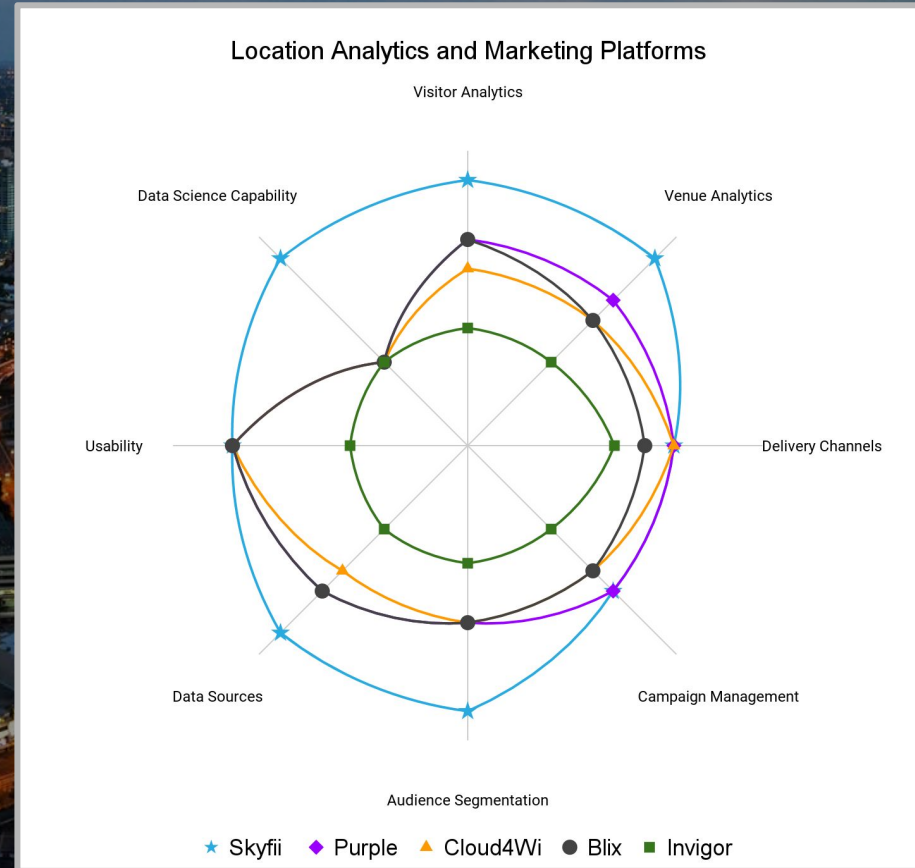 Location Analytics and Marketing Platforms
Visitor Analytics
Data Science Capability
Venue Analytics
Usability
Delivery Channels
Data Sources
Campaign Management
Audience Segmentation
Skyfii Purple Cloud4Wi Blix Invigor